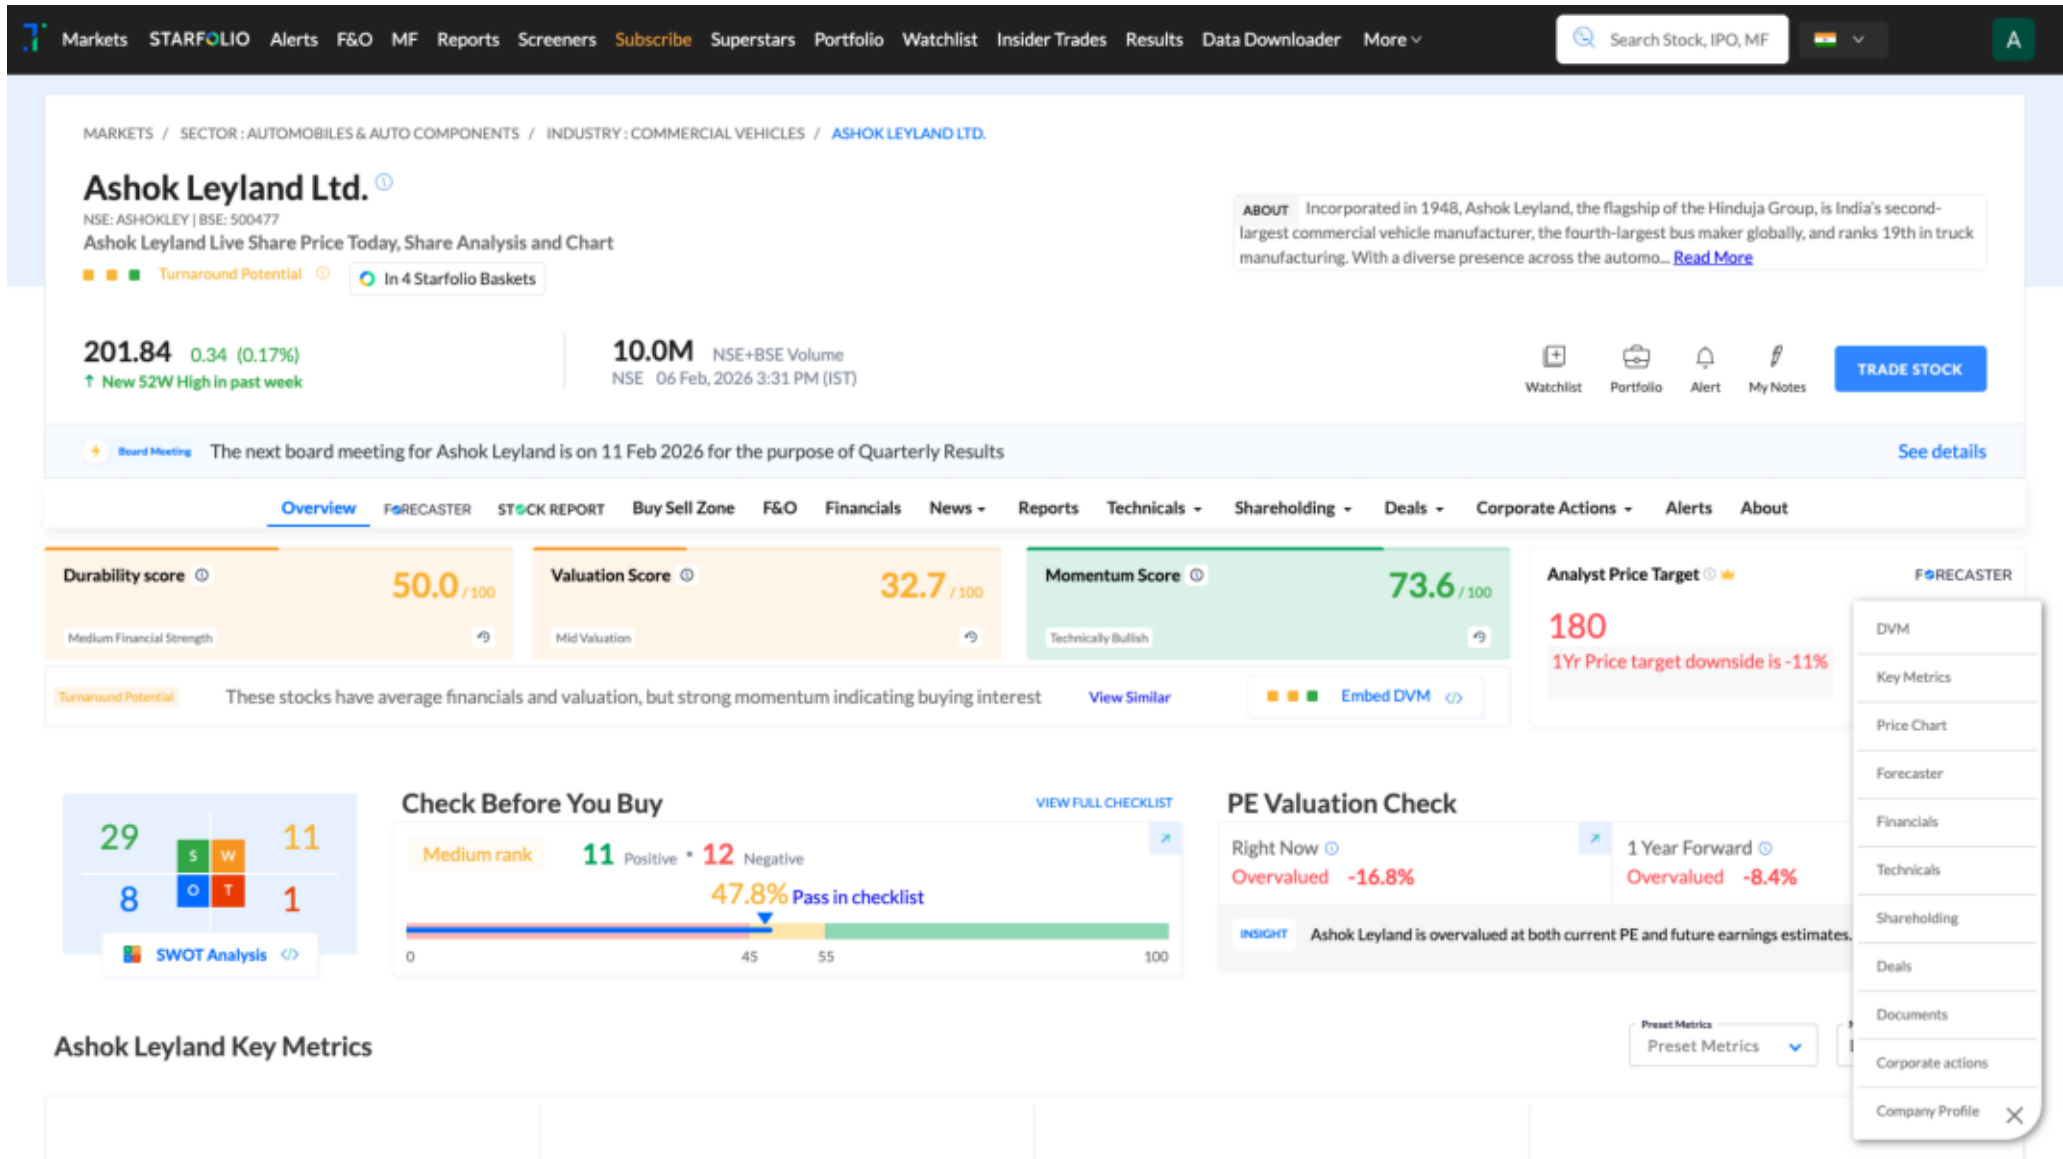 Markets STARFOLIO Alerts F&O MF Reports Screeners Subscribe Superstars Portfolio Watchlist Insider Trades Results Data Downloader More Search Stock, IPO, MF A
MARKETS / SECTOR : AUTOMOBILES & AUTO COMPONENTS / INDUSTRY : COMMERCIAL VEHICLES / ASHOK LEYLAND LTD.
Ashok Leyland Ltd.
NSE: ASHOKLEY | BSE: 500477
Ashok Leyland Live Share Price Today, Share Analysis and Chart
Turnaround Potential In 4 Starfolio Baskets
ABOUT Incorporated in 1948, Ashok Leyland, the flagship of the Hinduja Group, is India's second-
largest commercial vehicle manufacturer, the fourth-largest bus maker globally, and ranks 19th in truck
manufacturing. With a diverse presence across the automo... Read More
201.84 0.34 (0.17%)
New 52W High in past week
10.0M NSE+BSE Volume
NSE 06 Feb, 2026 3:31 PM (IST)
Watchlist Portfolio Alert My Notes TRADE STOCK
Board Meeting The next board meeting for Ashok Leyland is on 11 Feb 2026 for the purpose of Quarterly Results See details
Overview FORECASTER STOCK REPORT Buy Sell Zone F&O Financials News Reports Technicals Shareholding Deals Corporate Actions Alerts About
Durability score 50.0 / 100
Medium Financial Strength
Valuation Score 32.7 / 100
Mid Valuation
Momentum Score 73.6 / 100
Technically Bullish
Analyst Price Target FORECASTER
180
1Yr Price target downside is -11%
Turnaround Potential These stocks have average financials and valuation, but strong momentum indicating buying interest View Similar Embed DVM
29 S W 11
8 O T 1
SWOT Analysis
Check Before You Buy VIEW FULL CHECKLIST
Medium rank 11 Positive • 12 Negative
47.8% Pass in checklist
0 45 55 100
PE Valuation Check
Right Now
Overvalued -16.8%
1 Year Forward
Overvalued -8.4%
INSIGHT Ashok Leyland is overvalued at both current PE and future earnings estimates.
Ashok Leyland Key Metrics
Preset Metrics
Preset Metrics
DVM
Key Metrics
Price Chart
Forecaster
Financials
Technicals
Shareholding
Deals
Documents
Corporate actions
Company Profile